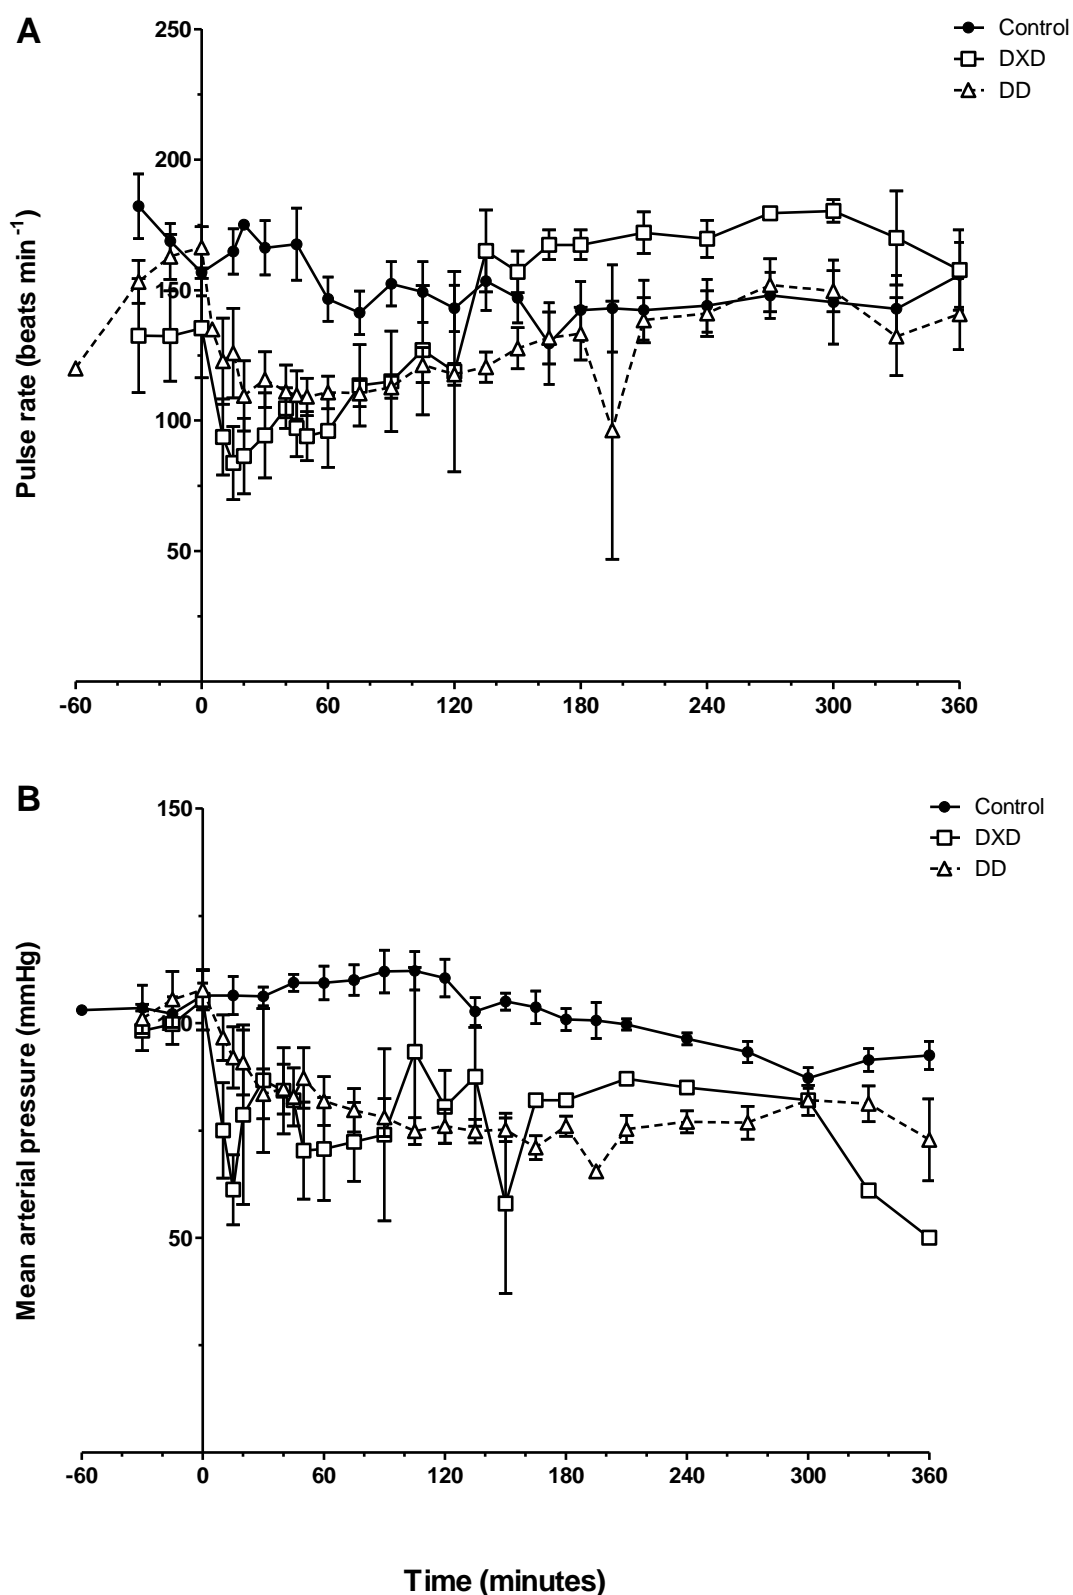 A
250
200
150
100
50
Pulse rate (beats min -1)
Control
DXD
DD
-60 0 60 120 180 240 300 360
B
150
100
50
Mean arterial pressure (mmHg)
Control
DXD
DD
-60 0 60 120 180 240 300 360
Time (minutes)